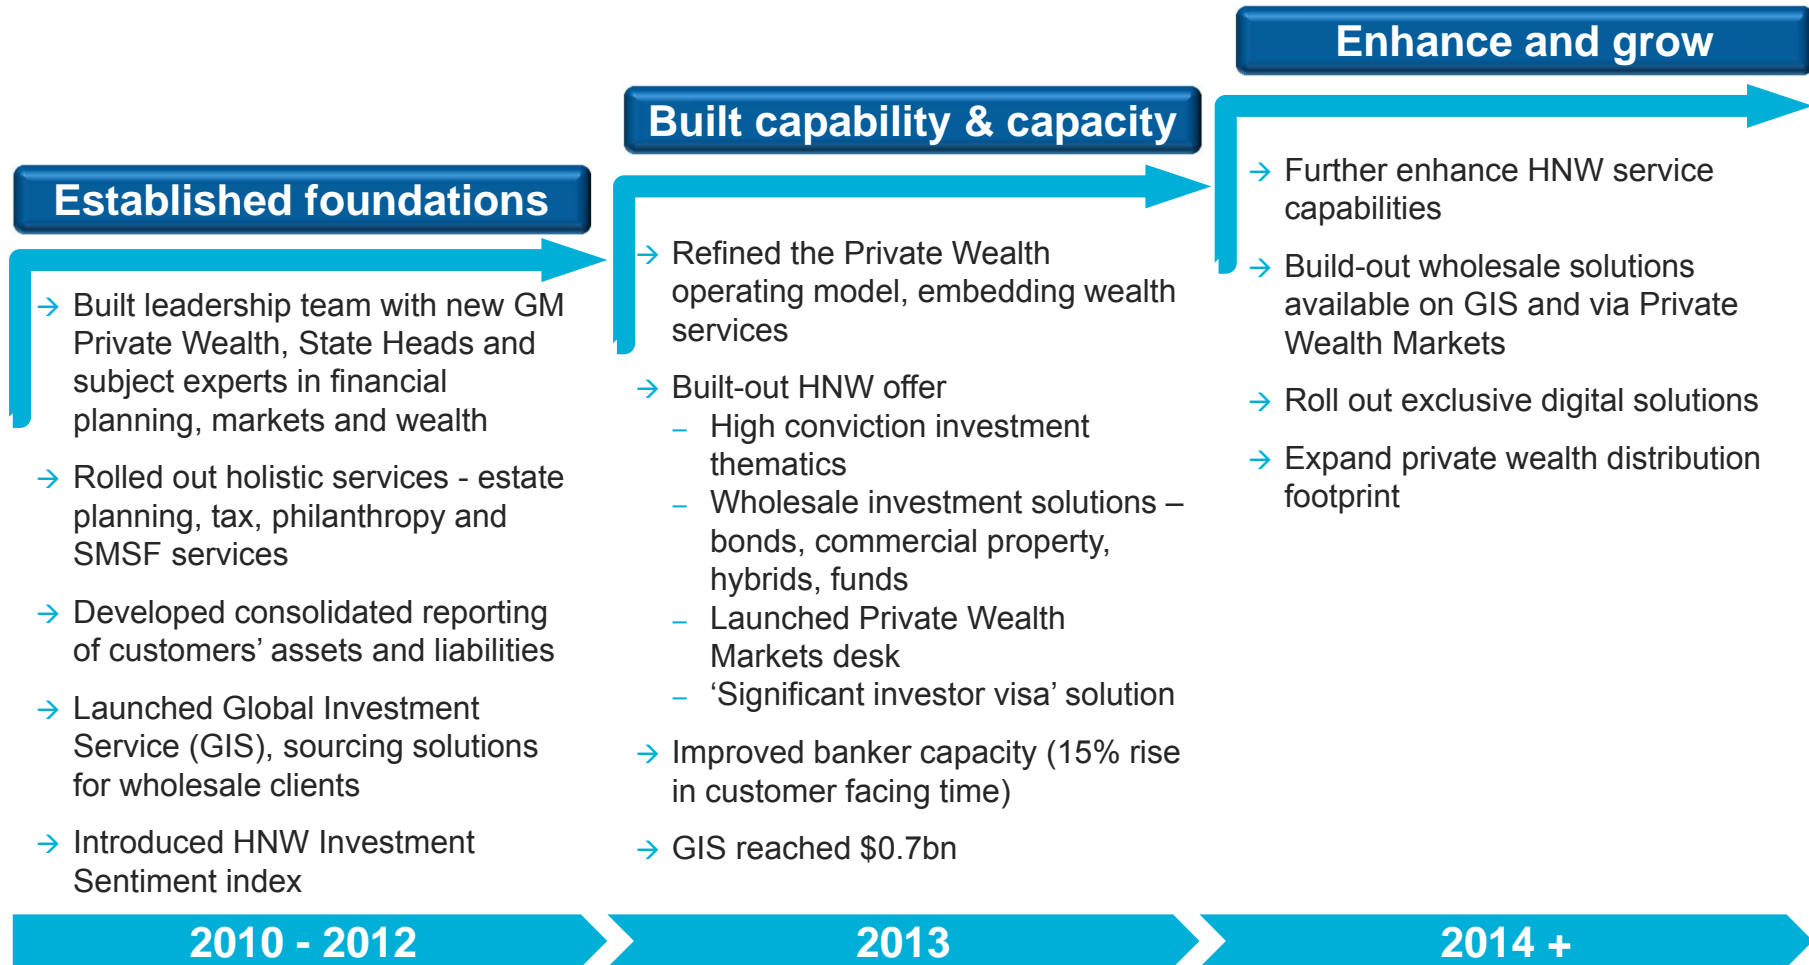 Established foundations
→ Built leadership team with new GM
Private Wealth, State Heads and
subject experts in financial
planning, markets and wealth
→ Rolled out holistic services - estate
planning, tax, philanthropy and
SMSF services
→ Developed consolidated reporting
of customers’ assets and liabilities
→ Launched Global Investment
Service (GIS), sourcing solutions
for wholesale clients
→ Introduced HNW Investment
Sentiment index
2010 - 2012
Built capability & capacity
→ Refined the Private Wealth
operating model, embedding wealth
services
→ Built-out HNW offer
– High conviction investment
thematics
– Wholesale investment solutions –
bonds, commercial property,
hybrids, funds
– Launched Private Wealth
Markets desk
– ‘Significant investor visa’ solution
→ Improved banker capacity (15% rise
in customer facing time)
→ GIS reached $0.7bn
2013
Enhance and grow
→ Further enhance HNW service
capabilities
→ Build-out wholesale solutions
available on GIS and via Private
Wealth Markets
→ Roll out exclusive digital solutions
→ Expand private wealth distribution
footprint
2014 +